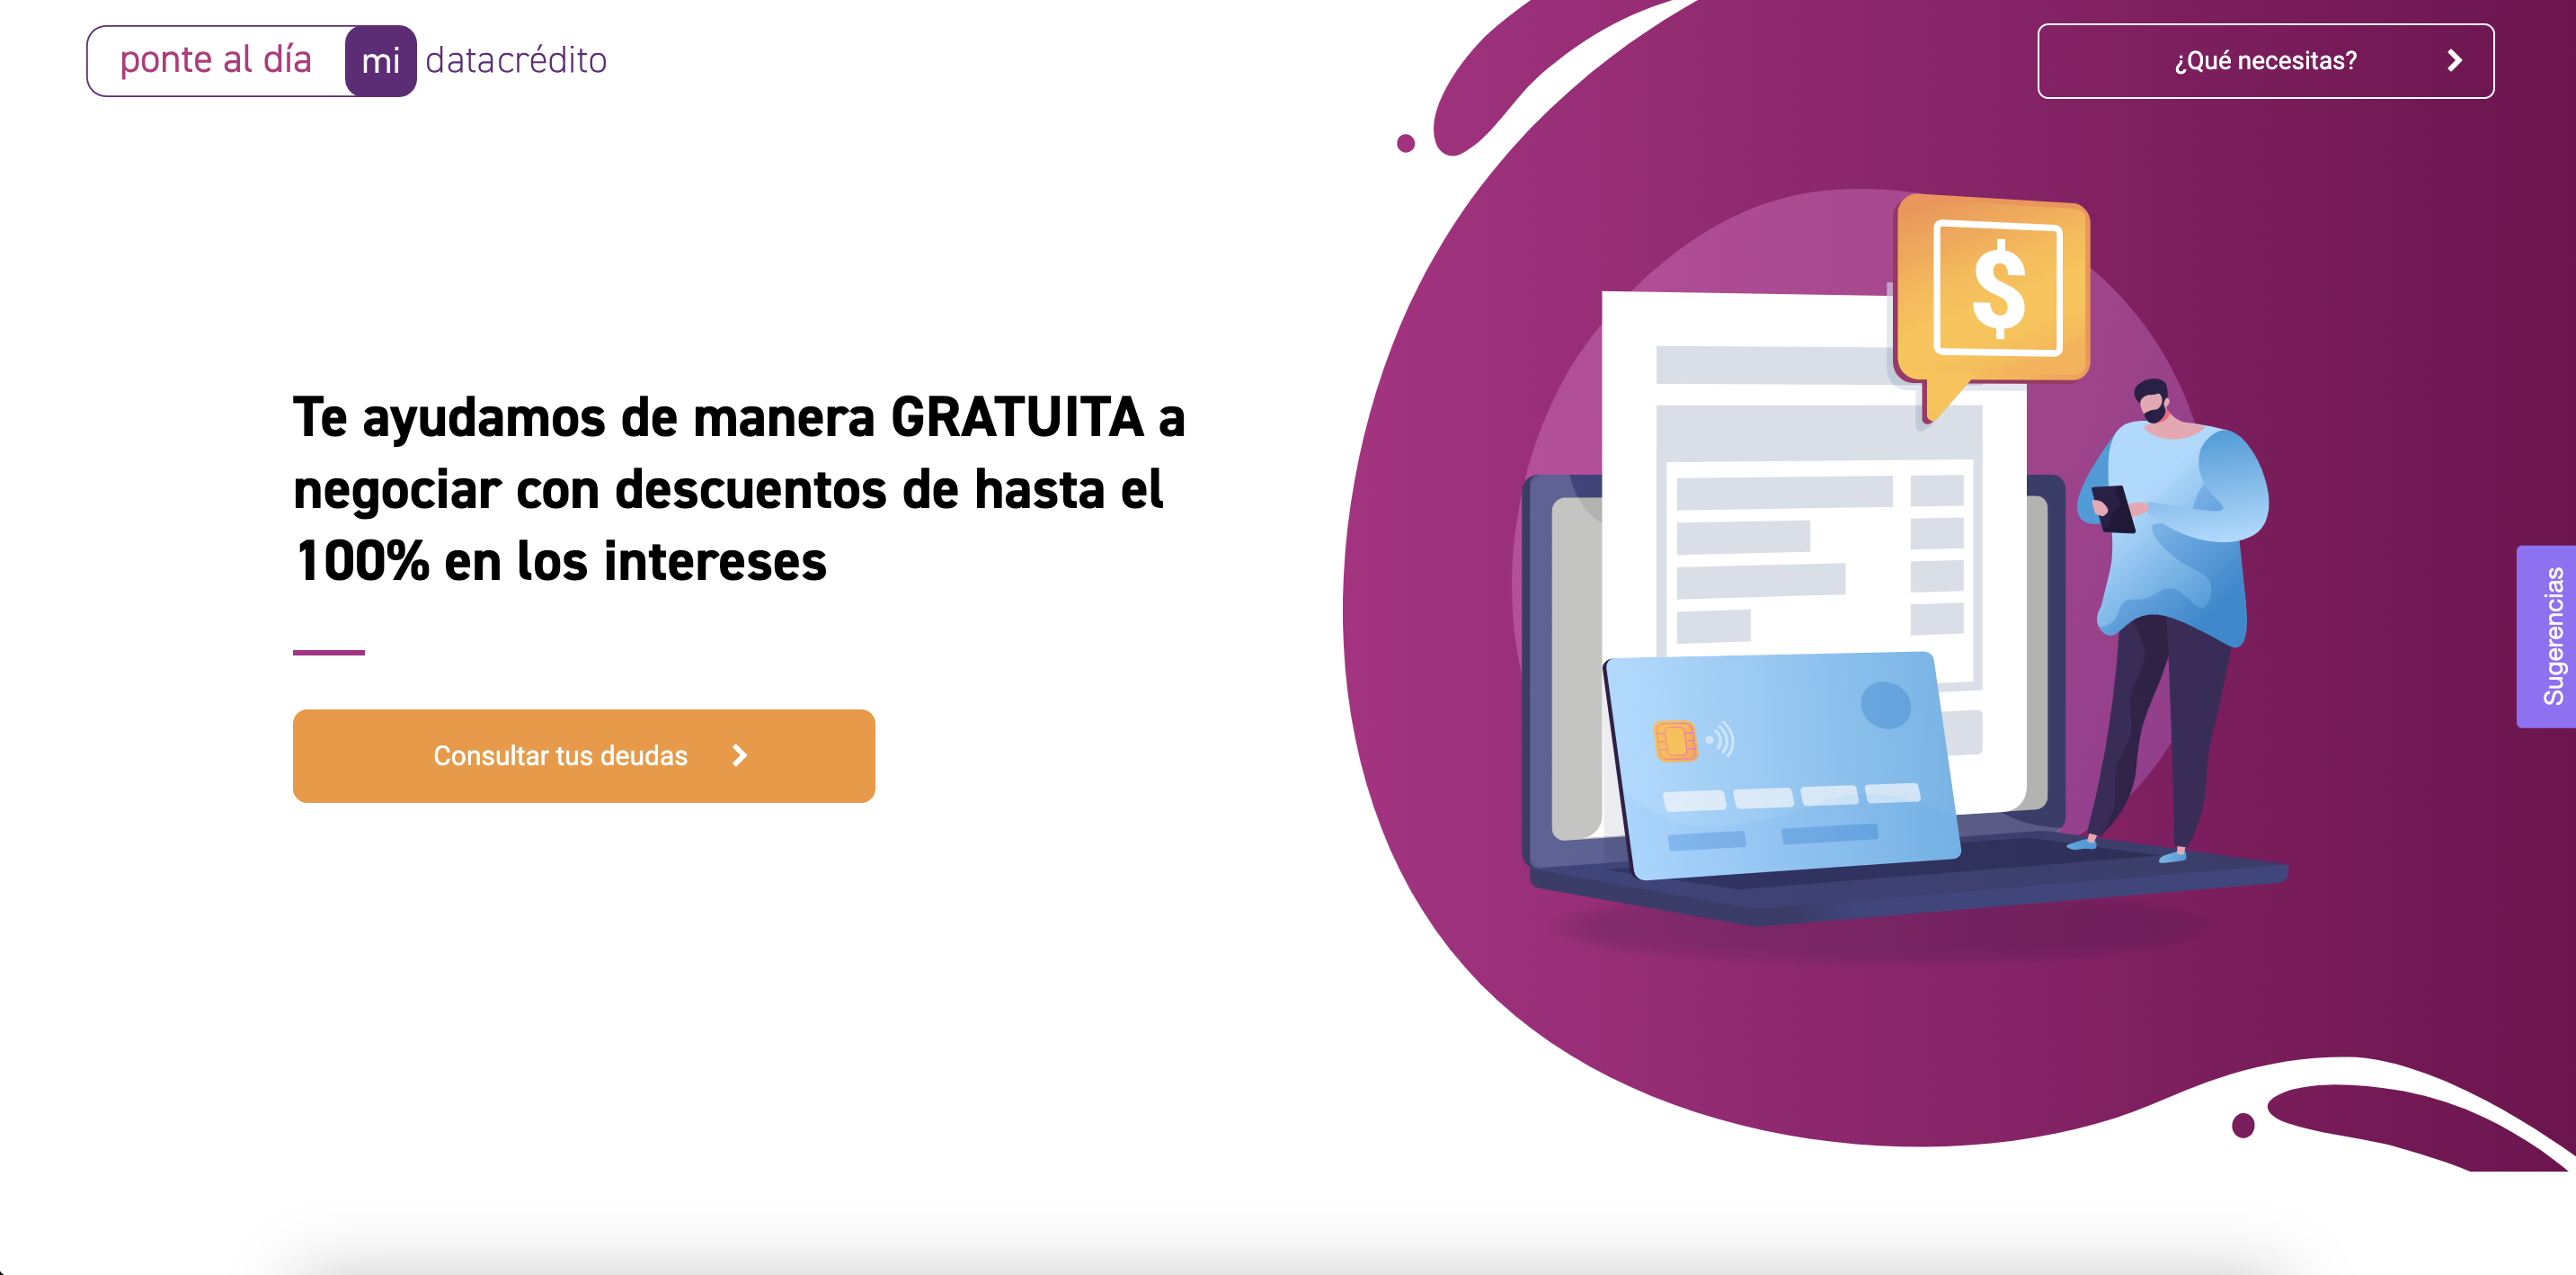 ponte al día mi datacrédito
¿Qué necesitas?
$
Te ayudamos de manera GRATUITA a
negociar con descuentos de hasta el
100% en los intereses
Consultar tus deudas
Sugerencias